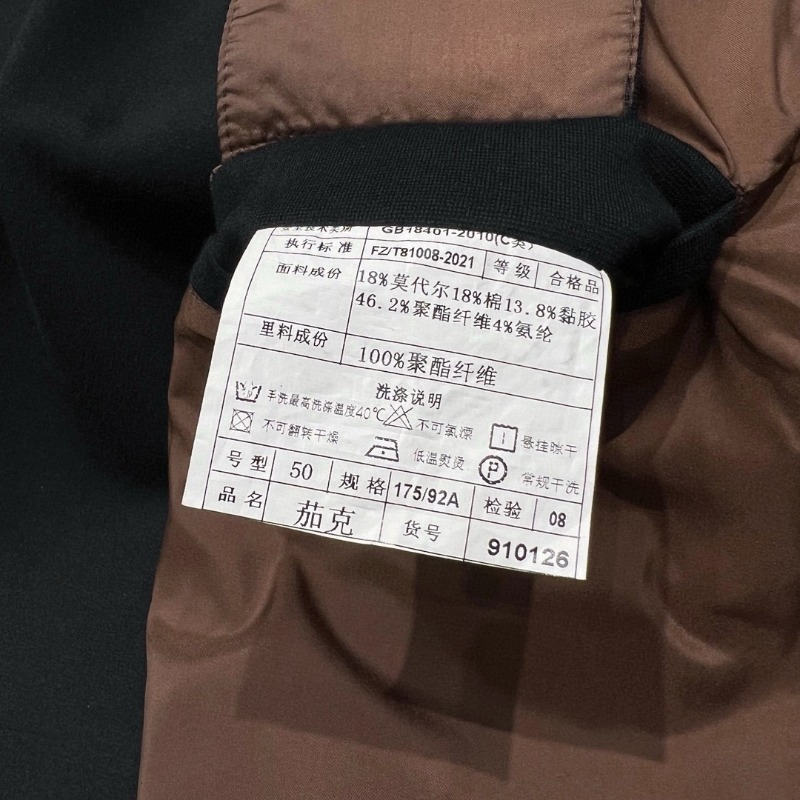 GB18401-2010(C类)
执行标准 FZ/T81008-2021 等级 合格品
面料成份 18%莫代尔18%棉13.8%黏胶
46.2%聚酯纤维4%氨纶
里料成份 100%聚酯纤维
洗涤说明
手洗最高洗涤温度40℃ 不可氯漂 悬挂晾干
不可翻转干燥 低温熨烫 P 常规干洗
号型 50 规格 175/92A 检验 08
品名 茄克 货号 910126